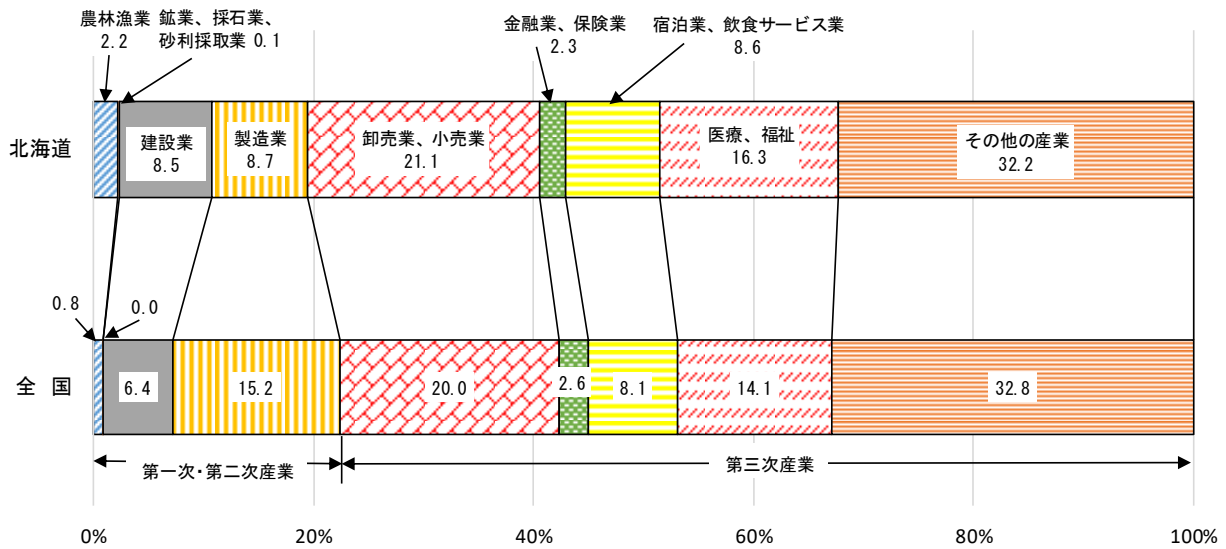 農林漁業
2.2
鉱業、採石業、
砂利採取業 0.1
金融業、保険業
2.3
宿泊業、飲食サービス業
8.6
北海道
建設業
8.5
製造業
8.7
卸売業、小売業
21.1
医療、福祉
16.3
その他の産業
32.2
0.8
0.0
全 国
6.4
15.2
20.0
2.6
8.1
14.1
32.8
第一次・第二次産業
第三次産業
0%
20%
40%
60%
80%
100%